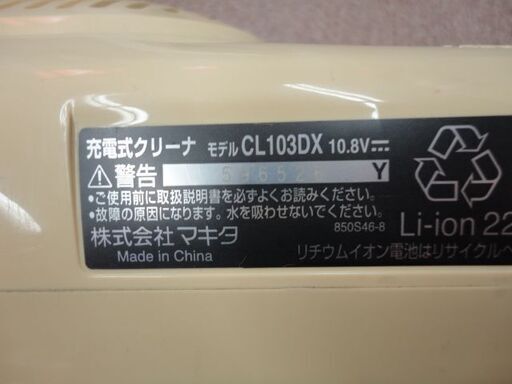 充電式クリーナ モデル CL103DX 10.8V
⚠警告 596526 Y
•ご使用前に取扱説明書を必ずよくお読みください。
•故障の原因になります。水を吸わせないでください。
株式会社マキタ 850S46-8
Made in China
Li-ion 22
リチウムイオン電池はリサイクルへ